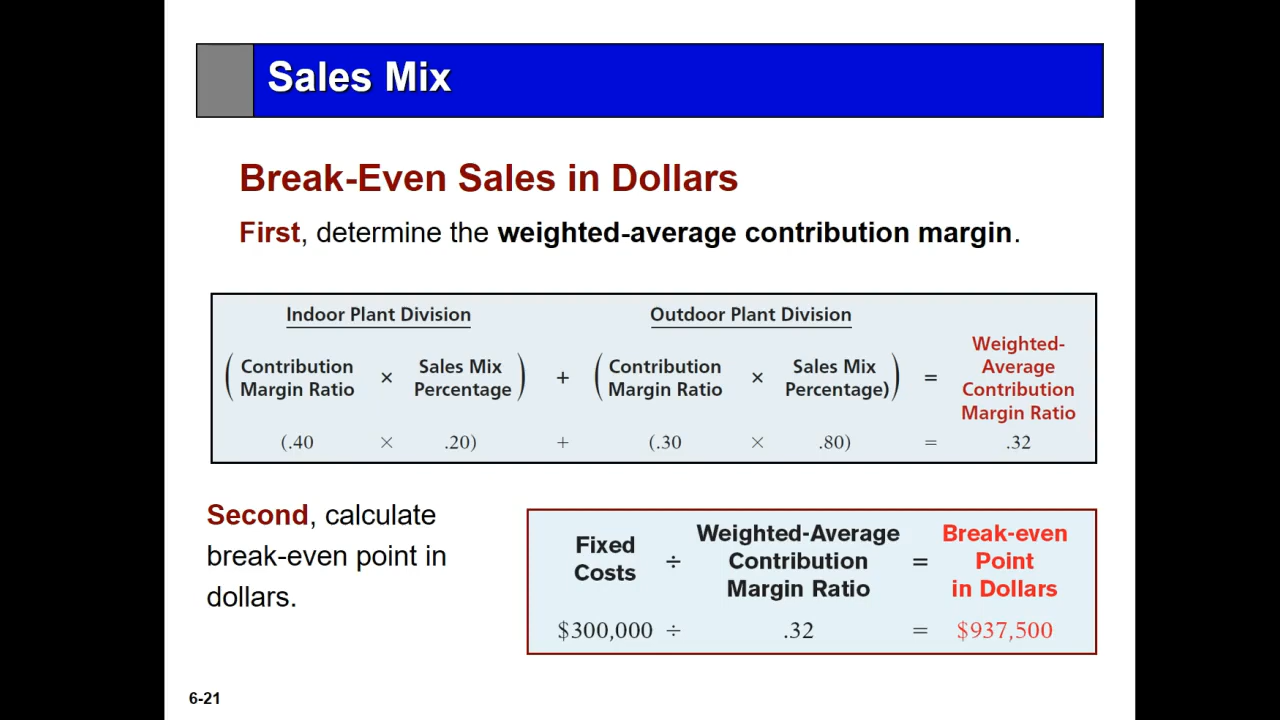 Sales Mix
Break-Even Sales in Dollars
First, determine the weighted-average contribution margin.
Indoor Plant Division
Outdoor Plant Division
(Contribution Margin Ratio × Sales Mix Percentage) + (Contribution Margin Ratio × Sales Mix Percentage)) = Weighted-Average Contribution Margin Ratio
(.40 × .20) + (.30 × .80) = .32
Second, calculate
break-even point in
dollars.
Fixed Costs ÷ Weighted-Average Contribution Margin Ratio = Break-even Point in Dollars
$300,000 ÷ .32 = $937,500
6-21